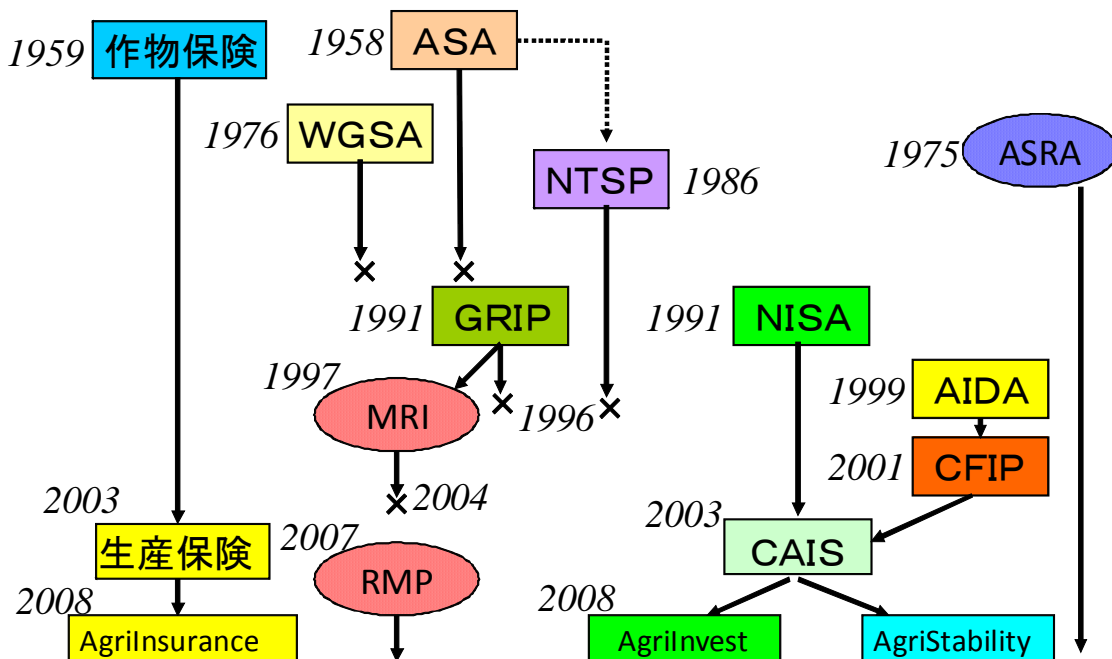 1959
作物保険
1958
ASA
1976
WGSA
NTSP
1986
1975
ASRA
1991
GRIP
1991
NISA
1997
MRI
1996
1999
AIDA
2001
CFIP
2004
2003
生産保険
2007
RMP
2003
CAIS
2008
AgriInsurance
2008
AgriInvest
AgriStability